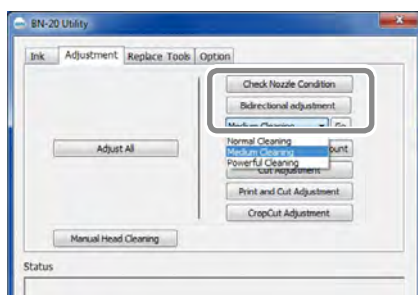 BN-20 Utility
Ink Adjustment Replace Tools Option
Check Nozzle Condition
Bidirectional adjustment
Medium Cleaning Go
Normal Cleaning
Medium Cleaning
Powerful Cleaning
Adjust All
Cut Adjustment
Print and Cut Adjustment
CropCut Adjustment
Manual Head Cleaning
Status